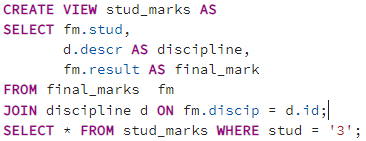 CREATE VIEW stud_marks AS
SELECT fm.stud,
       d.descr AS discipline,
       fm.result AS final_mark
FROM final_marks  fm
JOIN discipline d ON fm.discip = d.id;
SELECT * FROM stud_marks WHERE stud = '3';